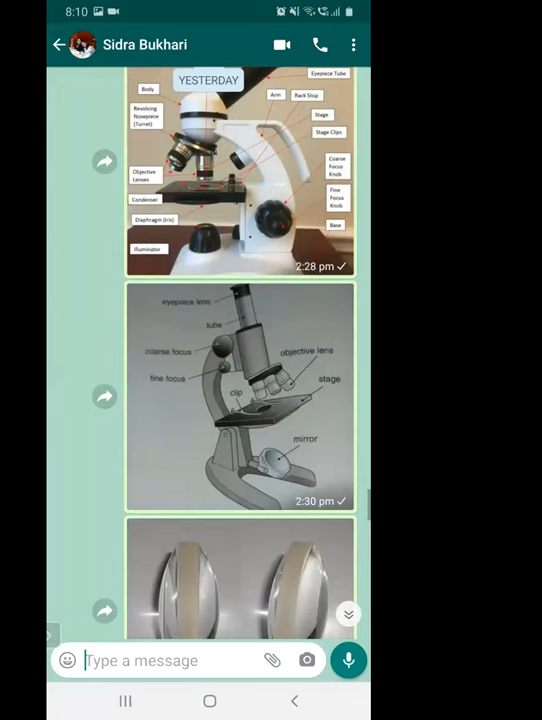 8:10
Sidra Bukhari
YESTERDAY
Eyepiece Tube
Body
Arm
Rack Stop
Revolving
Nosepiece
(Turret)
Stage
Stage Clips
Coarse
Focus
Knob
Objective
Lenses
Fine
Focus
Knob
Condenser
Diaphragm (Iris)
Base
Illuminator
2:28 pm
eyepiece lens
tube
coarse focus
objective lens
fine focus
stage
clip
mirror
2:30 pm
Type a message